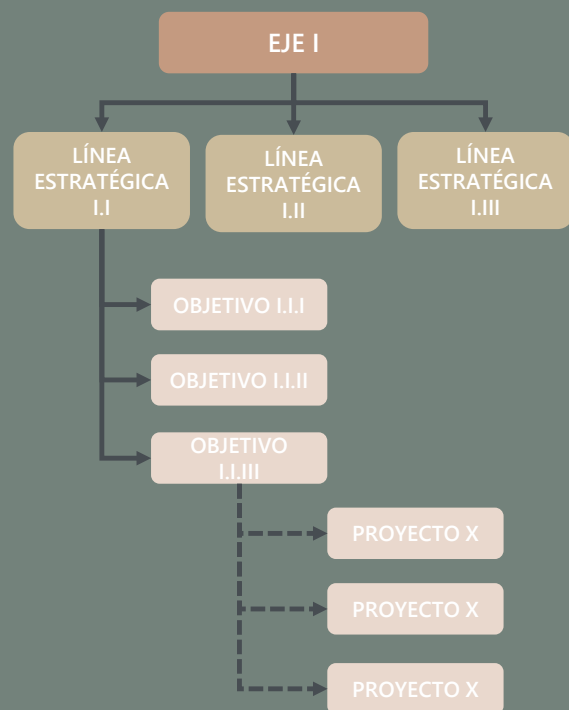 EJE I
LÍNEA
ESTRATÉGICA
I.I
LÍNEA
ESTRATÉGICA
I.II
LÍNEA
ESTRATÉGICA
I.III
OBJETIVO I.I.I
OBJETIVO I.I.II
OBJETIVO
I.I.III
PROYECTO X
PROYECTO X
PROYECTO X